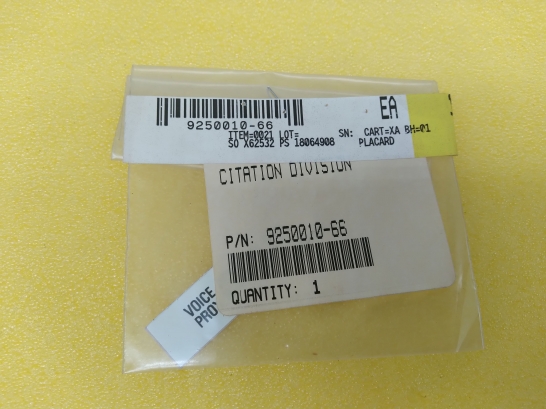 9250010-66
EA
ITEM=0021 LOT= SN: CART=XA BH=01
SO X62532 PS 18064908 PLACARD
CITATION DIVISION
P/N: 9250010-66
QUANTITY: 1
VOICE